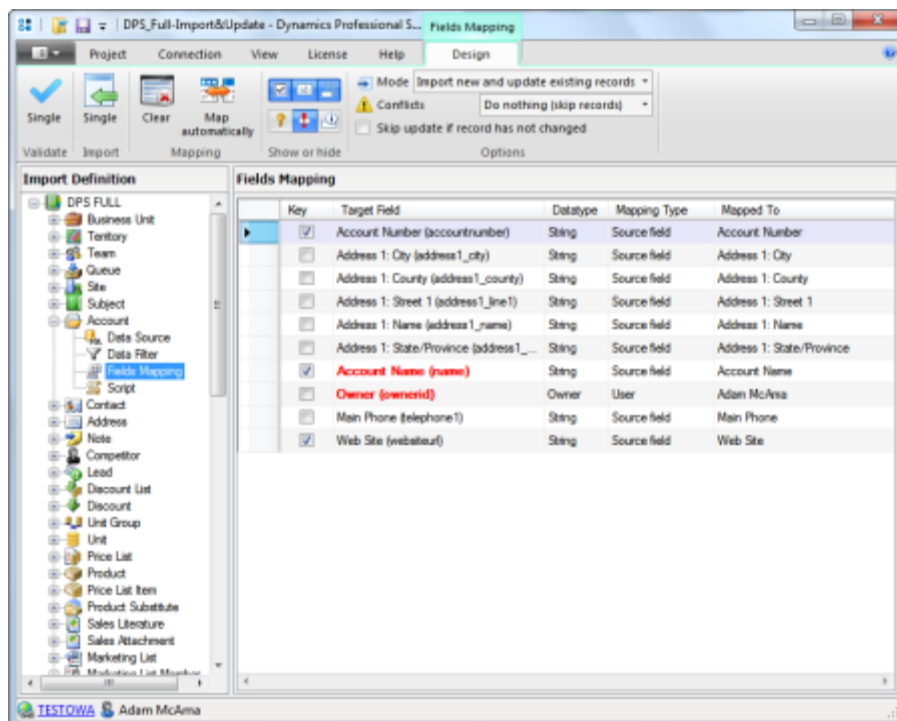 DPS_Full-Import&Update - Dynamics Professional S... Fields Mapping
Project Connection View License Help Design
Single Single Clear Map automatically
Mode Import new and update existing records
Conflicts Do nothing (skip records)
Skip update if record has not changed
Validate Import Mapping Show or hide Options
Import Definition
DPS FULL
Business Unit
Territory
Team
Queue
Site
Subject
Account
Data Source
Data Filter
Fields Mapping
Script
Contact
Address
Note
Competitor
Lead
Discount List
Discount
Unit Group
Unit
Price List
Product
Price List Item
Product Substitute
Sales Literature
Sales Attachment
Marketing List
Marketing List Member
Fields Mapping
Key Target Field Datatype Mapping Type Mapped To
Account Number (accountnumber) String Source field Account Number
Address 1: City (address1_city) String Source field Address 1: City
Address 1: County (address1_county) String Source field Address 1: County
Address 1: Street 1 (address1_line1) String Source field Address 1: Street 1
Address 1: Name (address1_name) String Source field Address 1: Name
Address 1: State/Province (address1_... String Source field Address 1: State/Province
Account Name (name) String Source field Account Name
Owner (ownerid) Owner User Adam McAma
Main Phone (telephone1) String Source field Main Phone
Web Site (websiteurl) String Source field Web Site
TESTOWA Adam McAma